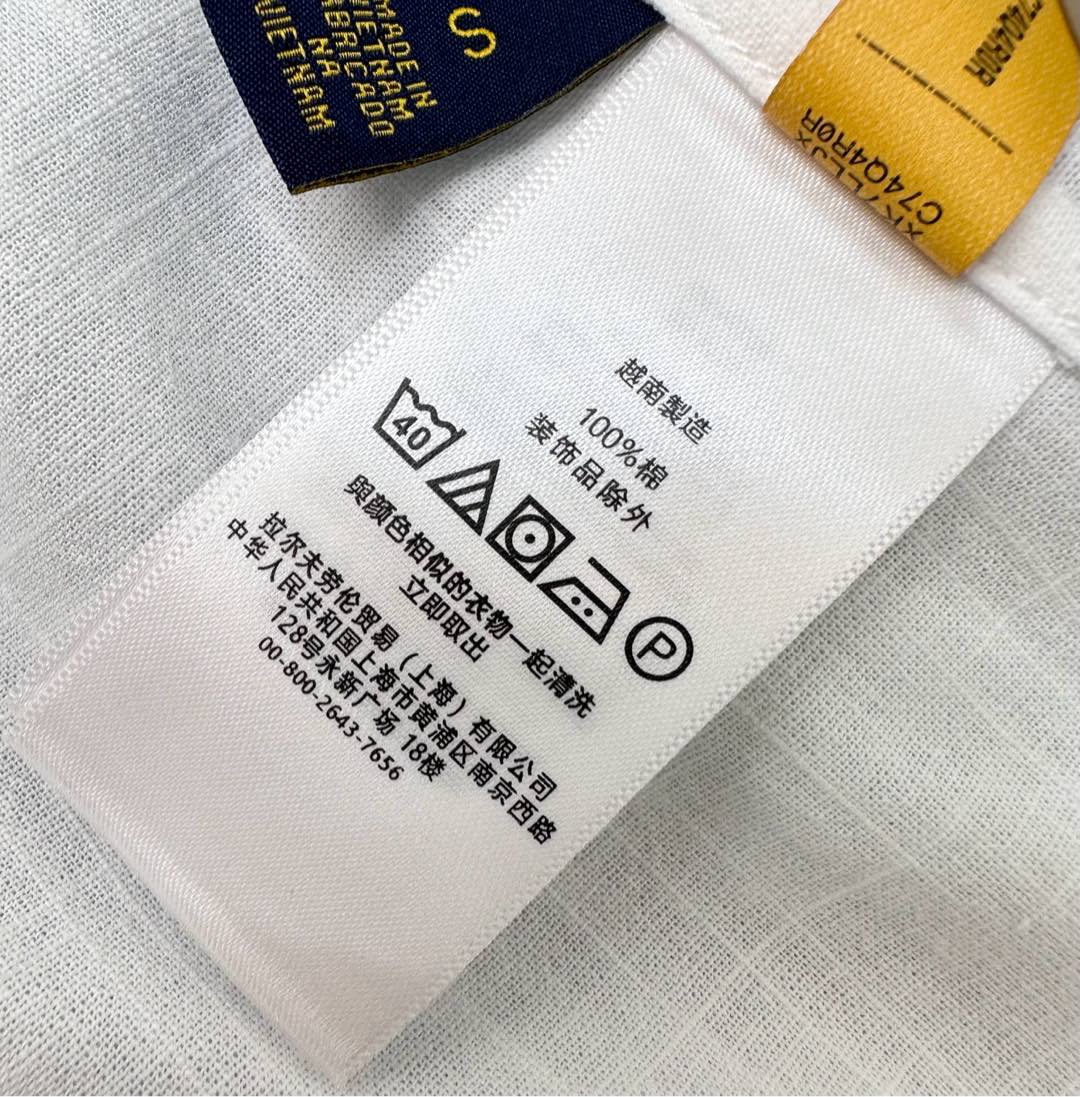 S
MADE IN
VIETNAM
FABRICADO
NA
VIETNAM
C74Q4R0R
越南製造
100%棉
装饰品除外
40
P
與颜色相似的衣物一起清洗
立即取出
拉尔夫劳伦贸易（上海）有限公司
中华人民共和国上海市黄浦区南京西路
128号永新广场 18楼
00-800-2643-7656